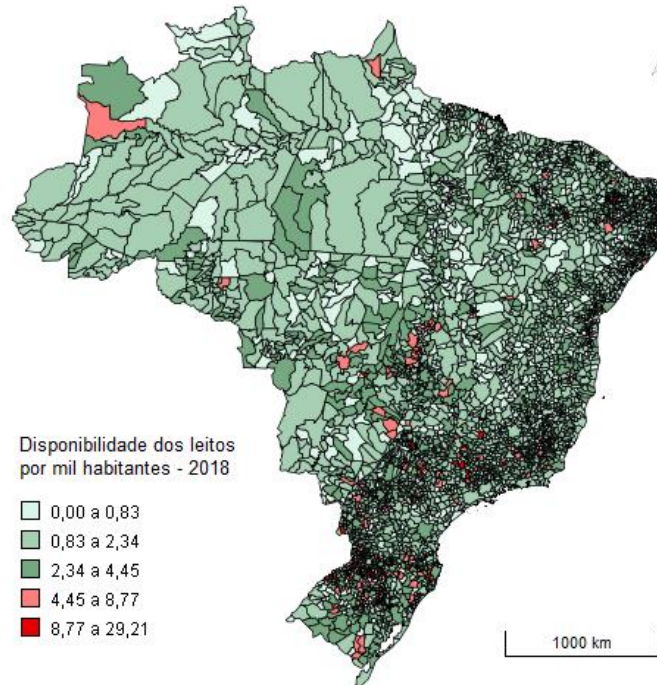 Disponibilidade dos leitos
por mil habitantes - 2018
0,00 a 0,83
0,83 a 2,34
2,34 a 4,45
4,45 a 8,77
8,77 a 29,21
1000 km